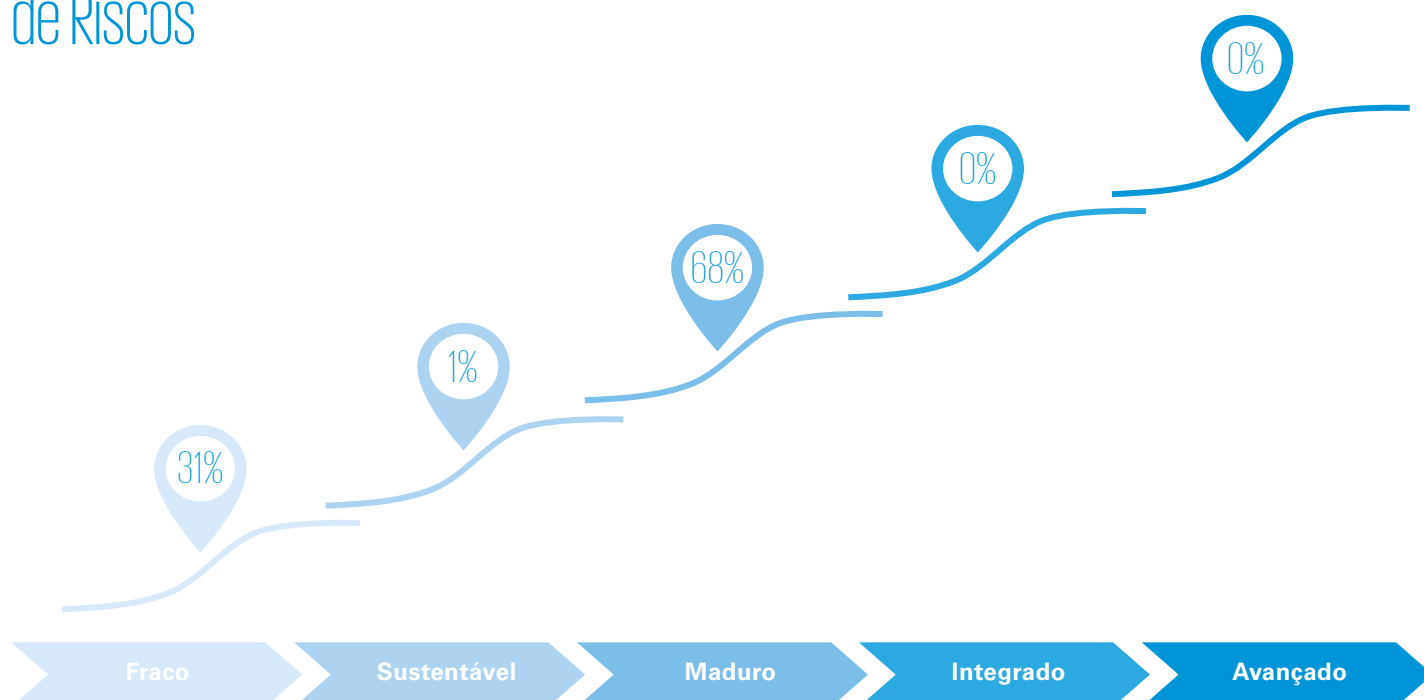 de Riscos
0%
0%
68%
1%
31%
Fraco
Sustentável
Maduro
Integrado
Avançado